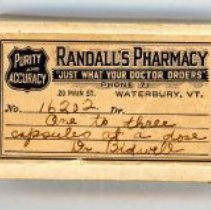 PURITY
AND
ACCURACY
RANDALL'S PHARMACY
"JUST WHAT YOUR DOCTOR ORDERS"
PHONE 71
20 MAIN ST. WATERBURY, VT.
No. 16202 Dr.
One to three
capsules at a dose
Dr Bidwell